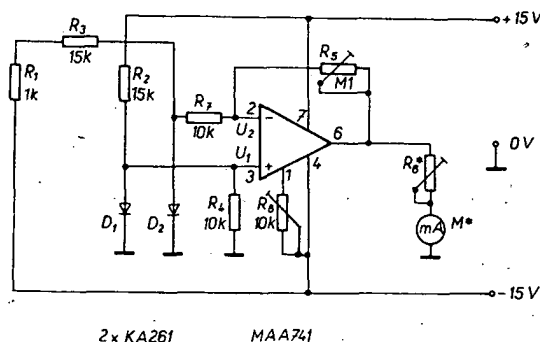 + 15 V
R3
15k
R1
1k
R2
15k
R5
M1
R7
10k
2
-
7
6
U2
U1
+
3
1
4
0 V
R6*
D1
D2
R4
10k
R8
10k
mA
M*
- 15 V
2 x KA261
MAA741